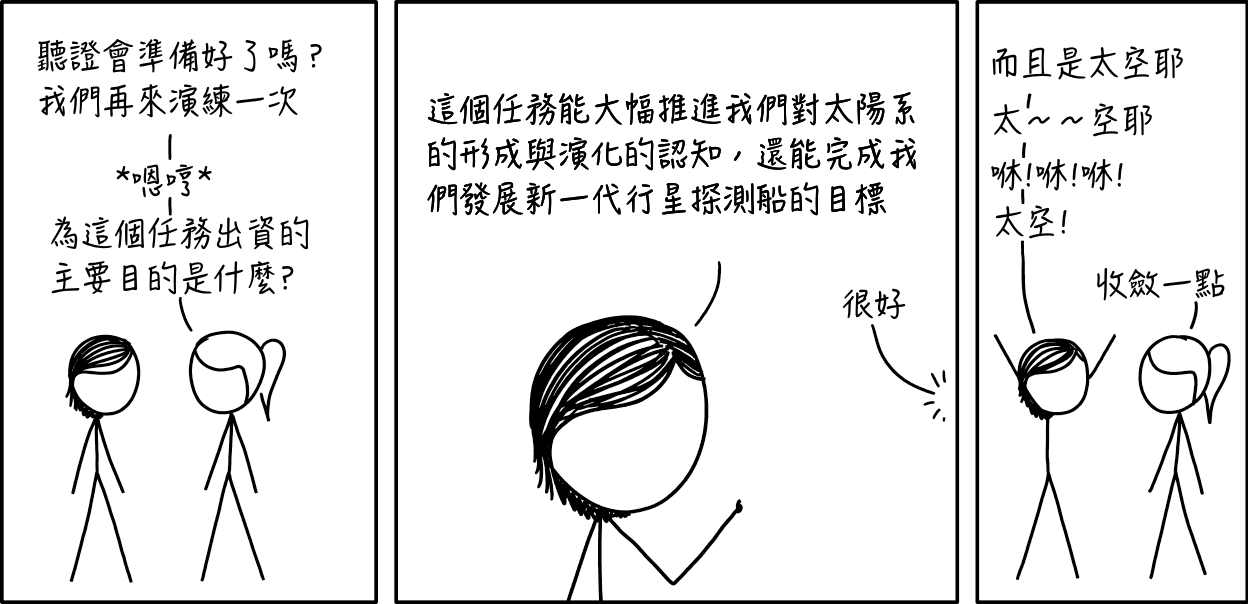 聽證會準備好了嗎？
我們再來演練一次
*嗯哼*
為這個任務出資的
主要目的是什麼?
這個任務能大幅推進我們對太陽系
的形成與演化的認知，還能完成我
們發展新一代行星探測船的目標
很好
而且是太空耶
太~~空耶
咻!咻!咻!
太空!
收斂一點